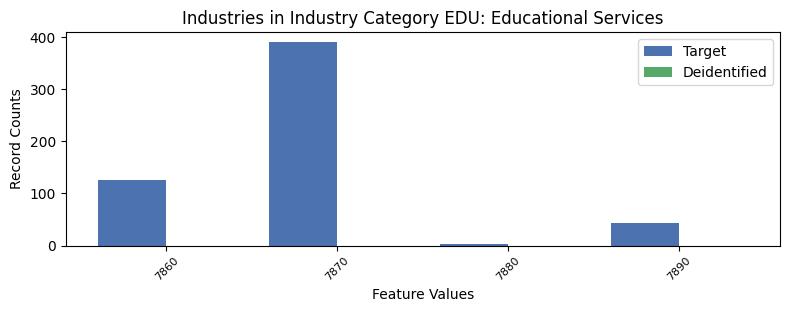 Industries in Industry Category EDU: Educational Services
Target
Deidentified
Record Counts
400
300
200
100
0
7860
7870
7880
7890
Feature Values